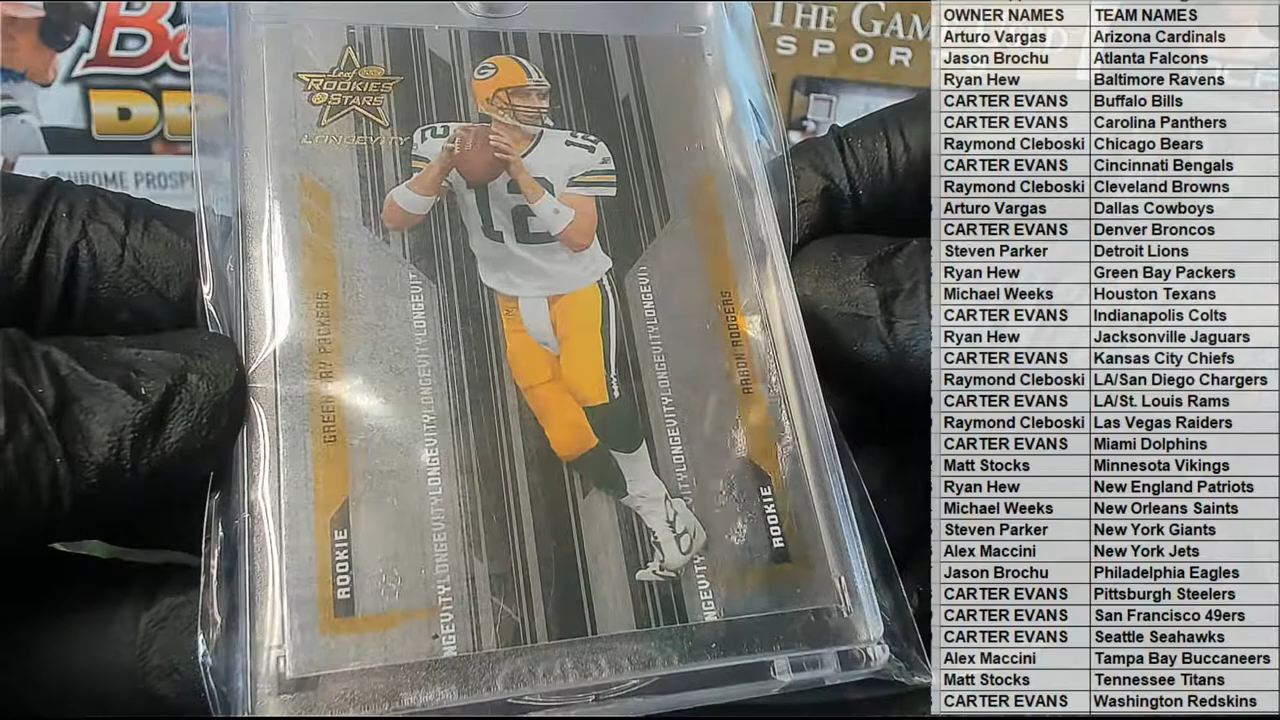 THE GAM
SPOR
Bo
DR
CHROME PROSP
Leaf
ROOKIES
& STARS
LONGEVITY
G
12
12
12
GREEN BAY PACKERS
AARON RODGERS
ROOKIE
ROOKIE
NGEVITYLONGEVITYLONGEVITYLONGEVITYLONGEVIT
LONGEVITYLONGEVITYLONGEVITY
NGEVITY
OWNER NAMES TEAM NAMES
Arturo Vargas Arizona Cardinals
Jason Brochu Atlanta Falcons
Ryan Hew Baltimore Ravens
CARTER EVANS Buffalo Bills
CARTER EVANS Carolina Panthers
Raymond Cleboski Chicago Bears
CARTER EVANS Cincinnati Bengals
Raymond Cleboski Cleveland Browns
Arturo Vargas Dallas Cowboys
CARTER EVANS Denver Broncos
Steven Parker Detroit Lions
Ryan Hew Green Bay Packers
Michael Weeks Houston Texans
CARTER EVANS Indianapolis Colts
Ryan Hew Jacksonville Jaguars
CARTER EVANS Kansas City Chiefs
Raymond Cleboski LA/San Diego Chargers
CARTER EVANS LA/St. Louis Rams
Raymond Cleboski Las Vegas Raiders
CARTER EVANS Miami Dolphins
Matt Stocks Minnesota Vikings
Ryan Hew New England Patriots
Michael Weeks New Orleans Saints
Steven Parker New York Giants
Alex Maccini New York Jets
Jason Brochu Philadelphia Eagles
CARTER EVANS Pittsburgh Steelers
CARTER EVANS San Francisco 49ers
CARTER EVANS Seattle Seahawks
Alex Maccini Tampa Bay Buccaneers
Matt Stocks Tennessee Titans
CARTER EVANS Washington Redskins